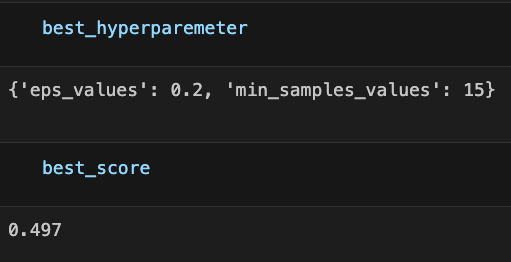 best_hyperparemeter
{'eps_values': 0.2, 'min_samples_values': 15}
best_score
0.497